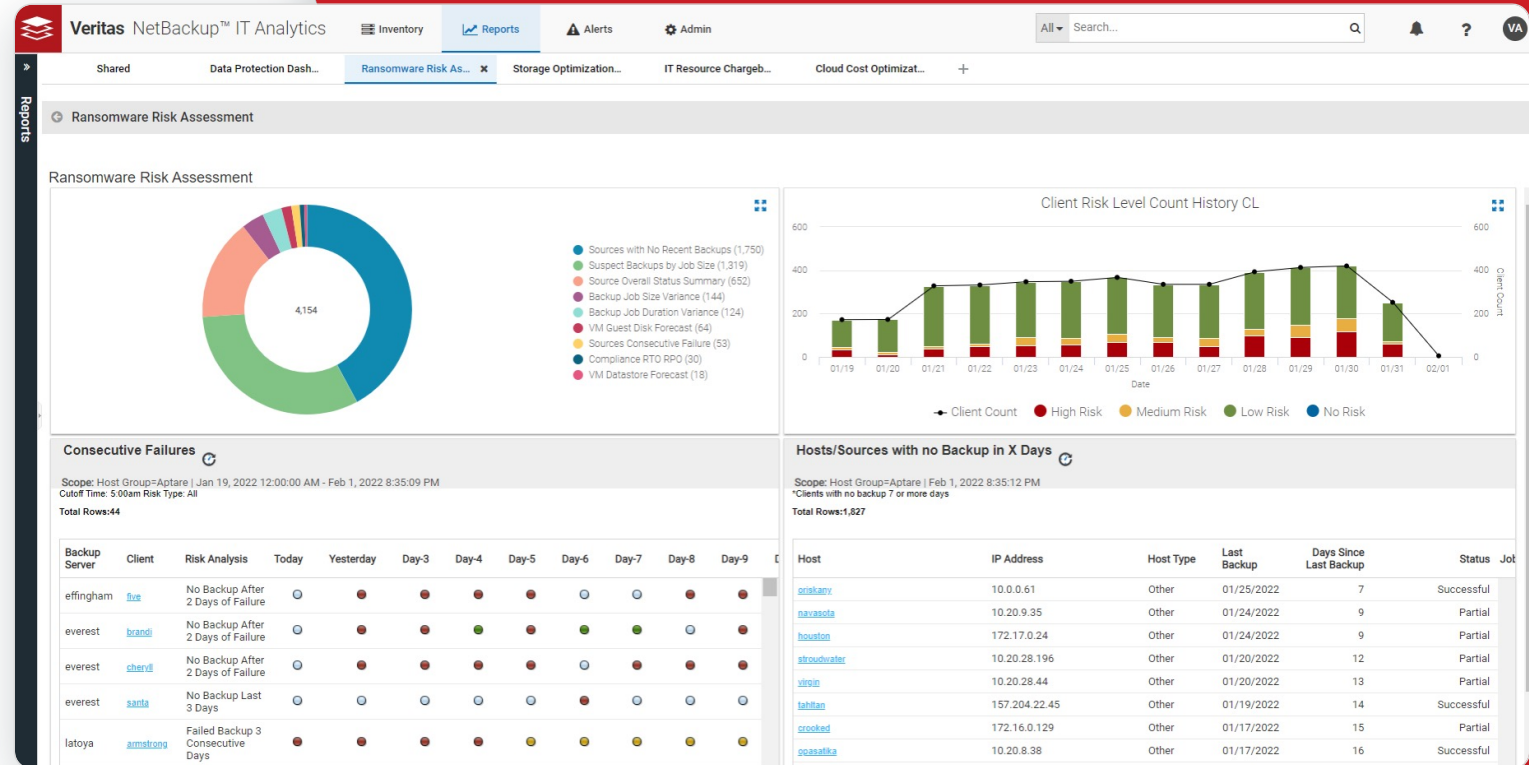 Veritas NetBackup™ IT Analytics
Inventory
Reports
Alerts
Admin
All
Search...
?
VA
»
Reports
Shared
Data Protection Dash...
Ransomware Risk As... ×
Storage Optimization...
IT Resource Chargeb...
Cloud Cost Optimizat...
+
Ransomware Risk Assessment
Ransomware Risk Assessment
4,154
Sources with No Recent Backups (1,750)
Suspect Backups by Job Size (1,319)
Source Overall Status Summary (652)
Backup Job Size Variance (144)
Backup Job Duration Variance (124)
VM Guest Disk Forecast (64)
Sources Consecutive Failure (53)
Compliance RTO RPO (30)
VM Datastore Forecast (18)
Client Risk Level Count History CL
600 600
400 400
200 200
0 0
Client Count
01/19 01/20 01/21 01/22 01/23 01/24 01/25 01/26 01/27 01/28 01/29 01/30 01/31 02/01
Date
Client Count High Risk Medium Risk Low Risk No Risk
Consecutive Failures
Scope: Host Group=Aptare | Jan 19, 2022 12:00:00 AM - Feb 1, 2022 8:35:09 PM
Cutoff Time: 5:00am Risk Type: All
Total Rows:44
Backup Server Client Risk Analysis Today Yesterday Day-3 Day-4 Day-5 Day-6 Day-7 Day-8 Day-9
effingham five No Backup After 2 Days of Failure
everest brandi No Backup After 2 Days of Failure
everest cheryll No Backup After 2 Days of Failure
everest santa No Backup Last 3 Days
latoya armstrong Failed Backup 3 Consecutive Days
Hosts/Sources with no Backup in X Days
Scope: Host Group=Aptare | Feb 1, 2022 8:35:12 PM
*Clients with no backup 7 or more days
Total Rows:1,827
Host IP Address Host Type Last Backup Days Since Last Backup Status Job
oriskany 10.0.0.61 Other 01/25/2022 7 Successful
navasota 10.20.9.35 Other 01/24/2022 9 Partial
houston 172.17.0.24 Other 01/24/2022 9 Partial
stroudwater 10.20.28.196 Other 01/20/2022 12 Partial
virgin 10.20.28.44 Other 01/20/2022 13 Partial
tahltan 157.204.22.45 Other 01/19/2022 14 Successful
crooked 172.16.0.129 Other 01/17/2022 15 Partial
opasatika 10.20.8.38 Other 01/17/2022 16 Successful